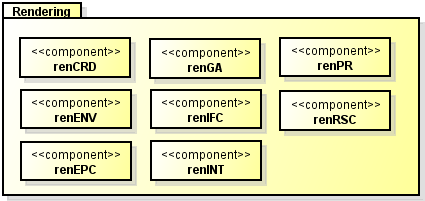 Rendering
<<component>>
renCRD
<<component>>
renGA
<<component>>
renPR
<<component>>
renENV
<<component>>
renIFC
<<component>>
renRSC
<<component>>
renEPC
<<component>>
renINT